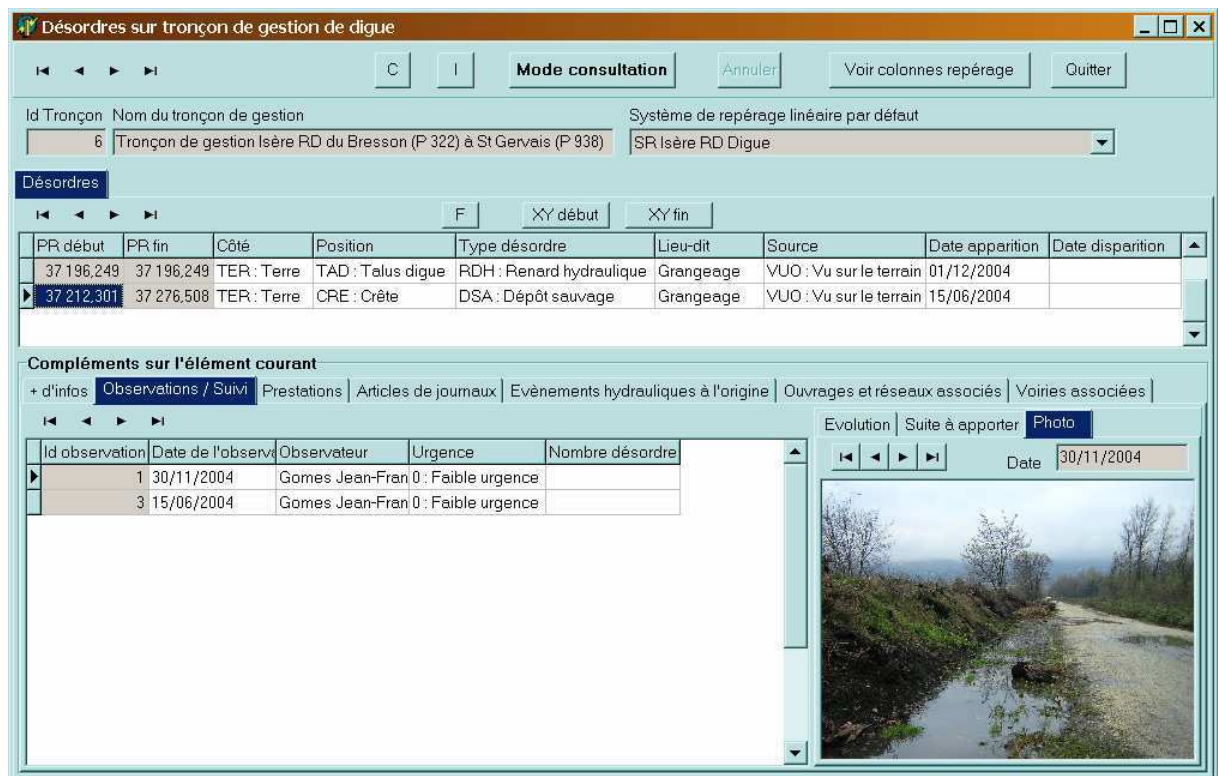 Désordres sur tronçon de gestion de digue
C I Mode consultation Annuler Voir colonnes repérage Quitter
Id Tronçon Nom du tronçon de gestion Système de repérage linéaire par défaut
6 Tronçon de gestion Isère RD du Bresson (P 322) à St Gervais (P 938) SR Isère RD Digue
Désordres
F XY début XY fin
PR début PR fin Côté Position Type désordre Lieu-dit Source Date apparition Date disparition
37 196,249 37 196,249 TER : Terre TAD : Talus digue RDH : Renard hydraulique Grangeage VUO : Vu sur le terrain 01/12/2004
37 212,301 37 276,508 TER : Terre CRE : Crête DSA : Dépôt sauvage Grangeage VUO : Vu sur le terrain 15/06/2004
Compléments sur l'élément courant
+ d'infos Observations / Suivi Prestations Articles de journaux Evènements hydrauliques à l'origine Ouvrages et réseaux associés Voiries associées
Evolution Suite à apporter Photo
Id observation Date de l'observa Observateur Urgence Nombre désordre
Date 30/11/2004
1 30/11/2004 Gomes Jean-Fran 0 : Faible urgence
3 15/06/2004 Gomes Jean-Fran 0 : Faible urgence